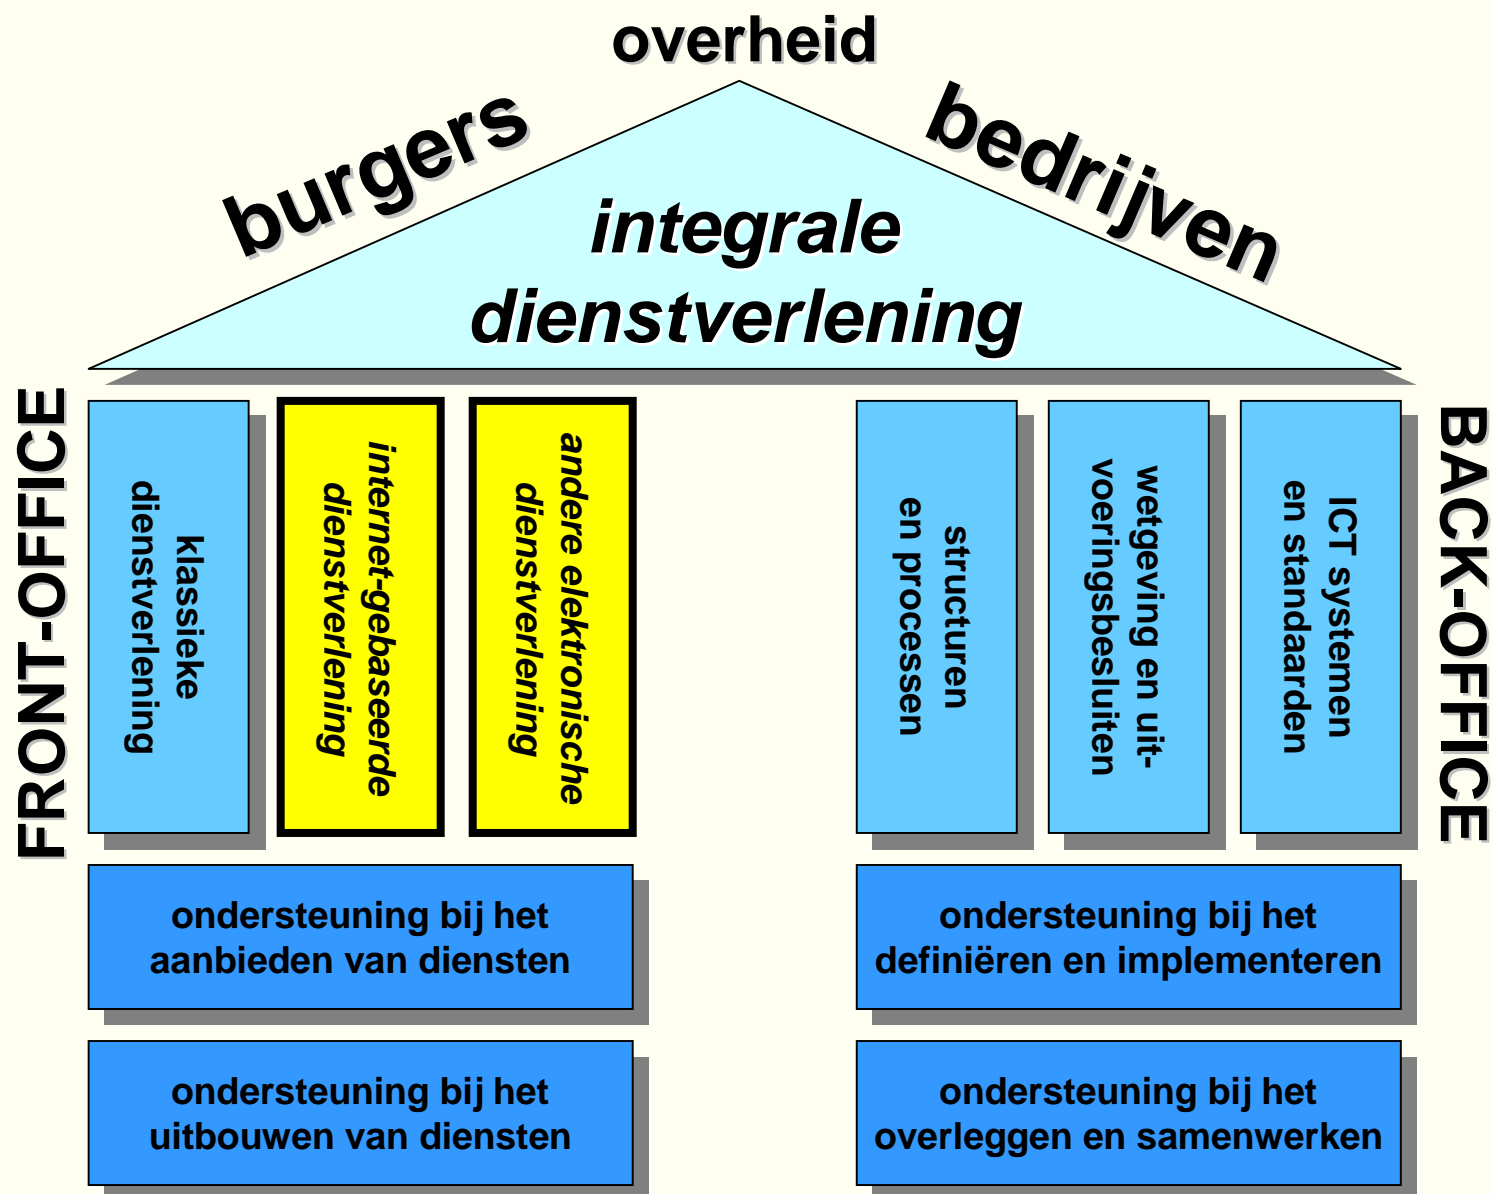 overheid
burgers
bedrijven
integrale
dienstverlening
FRONT-OFFICE
klassieke
dienstverlening
internet-gebaseerde
dienstverlening
andere elektronische
dienstverlening
structuren
en processen
wetgeving en uit-
voeringsbesluiten
ICT systemen
en standaarden
BACK-OFFICE
ondersteuning bij het
aanbieden van diensten
ondersteuning bij het
definiëren en implementeren
ondersteuning bij het
uitbouwen van diensten
ondersteuning bij het
overleggen en samenwerken